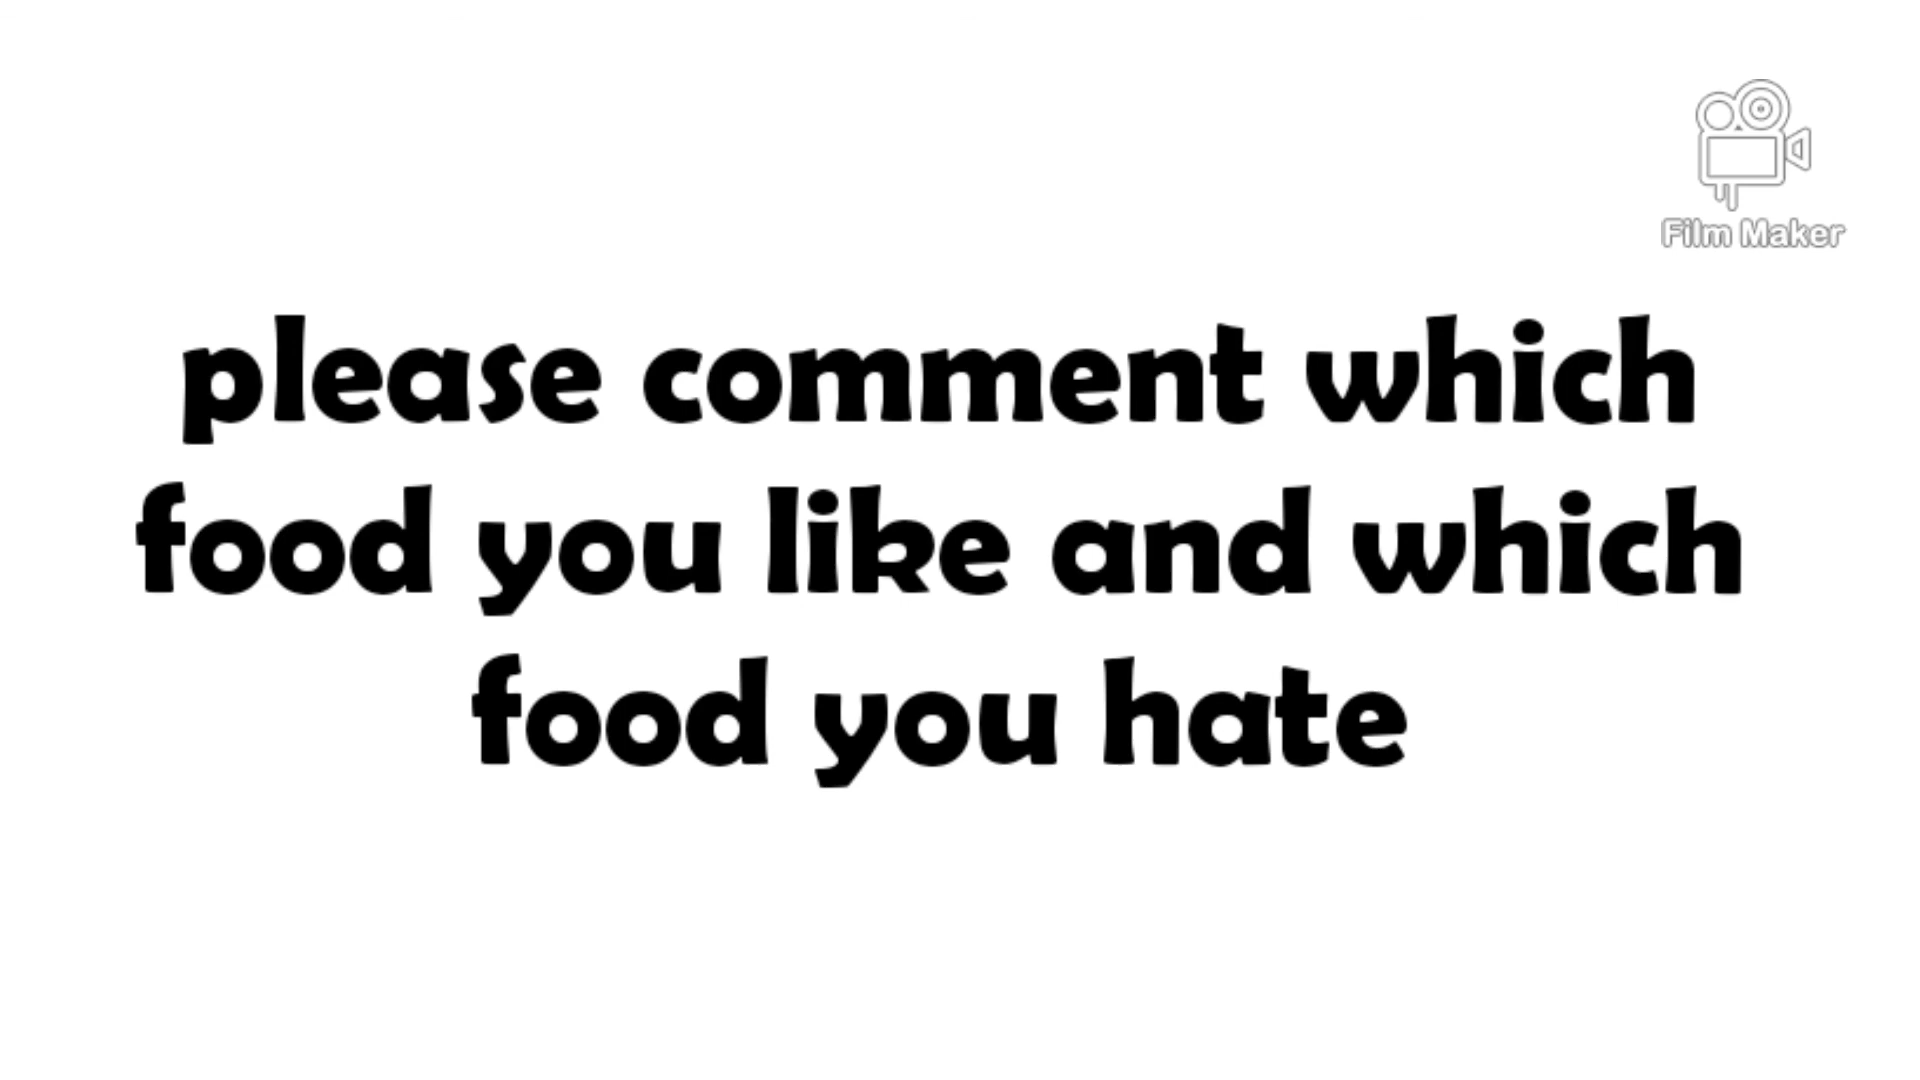 Film Maker
please comment which
food you like and which
food you hate